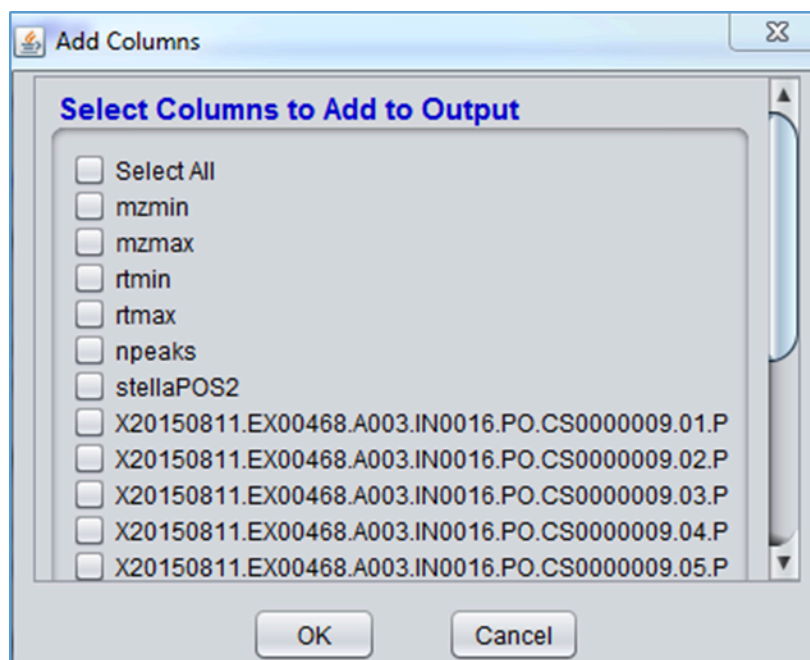 Add Columns
Select Columns to Add to Output
Select All
mzmin
mzmax
rtmin
rtmax
npeaks
stellaPOS2
X20150811.EX00468.A003.IN0016.PO.CS0000009.01.P
X20150811.EX00468.A003.IN0016.PO.CS0000009.02.P
X20150811.EX00468.A003.IN0016.PO.CS0000009.03.P
X20150811.EX00468.A003.IN0016.PO.CS0000009.04.P
X20150811.EX00468.A003.IN0016.PO.CS0000009.05.P
OK Cancel